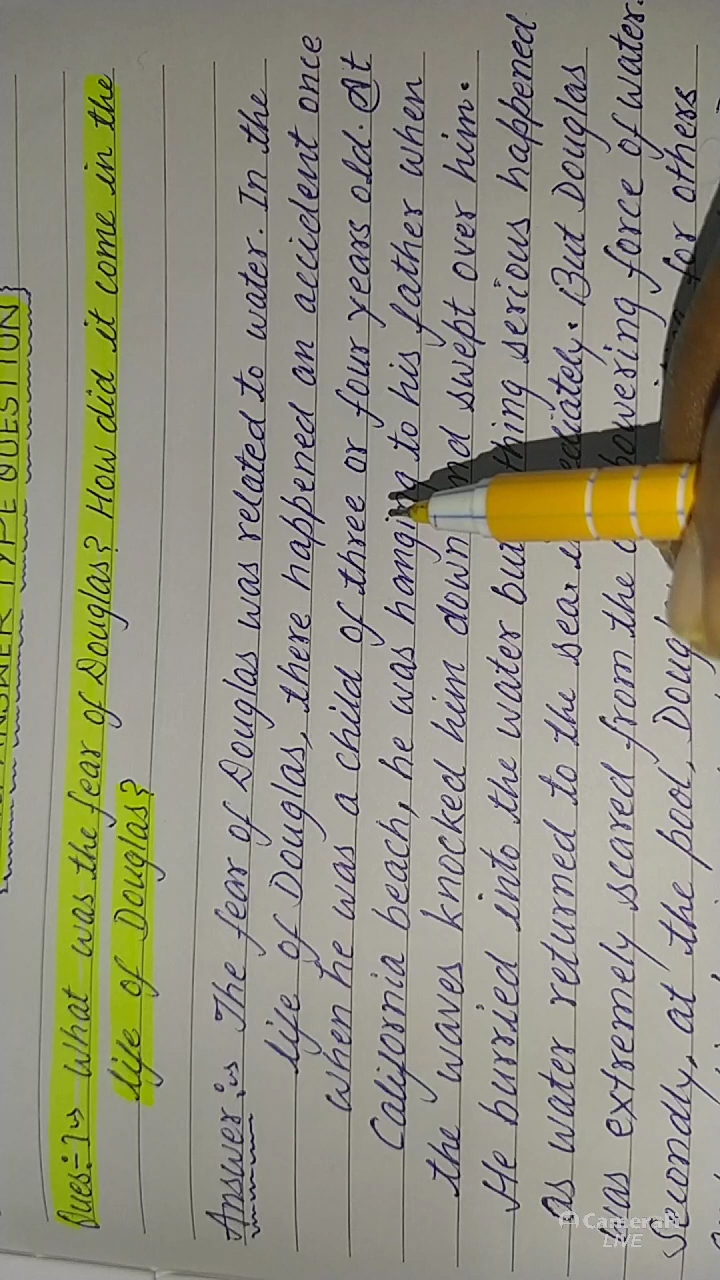 ANSWER TYPE QUESTION
Ques:-1 What was the fear of Douglas? How did it come in the
life of Douglas?
Answer:- The fear of Douglas was related to water. In the
life of Douglas, there happened an accident once
when he was a child of three or four years old. At
California beach, he was hanging to his father when
the waves knocked him down and swept over him.
He burried into the water but thing serious happened
as water returned to the sea. But Douglas
was extremely scared from the powering force of water.
Secondly, at the pool, Doug for others
CameraFi
LIVE